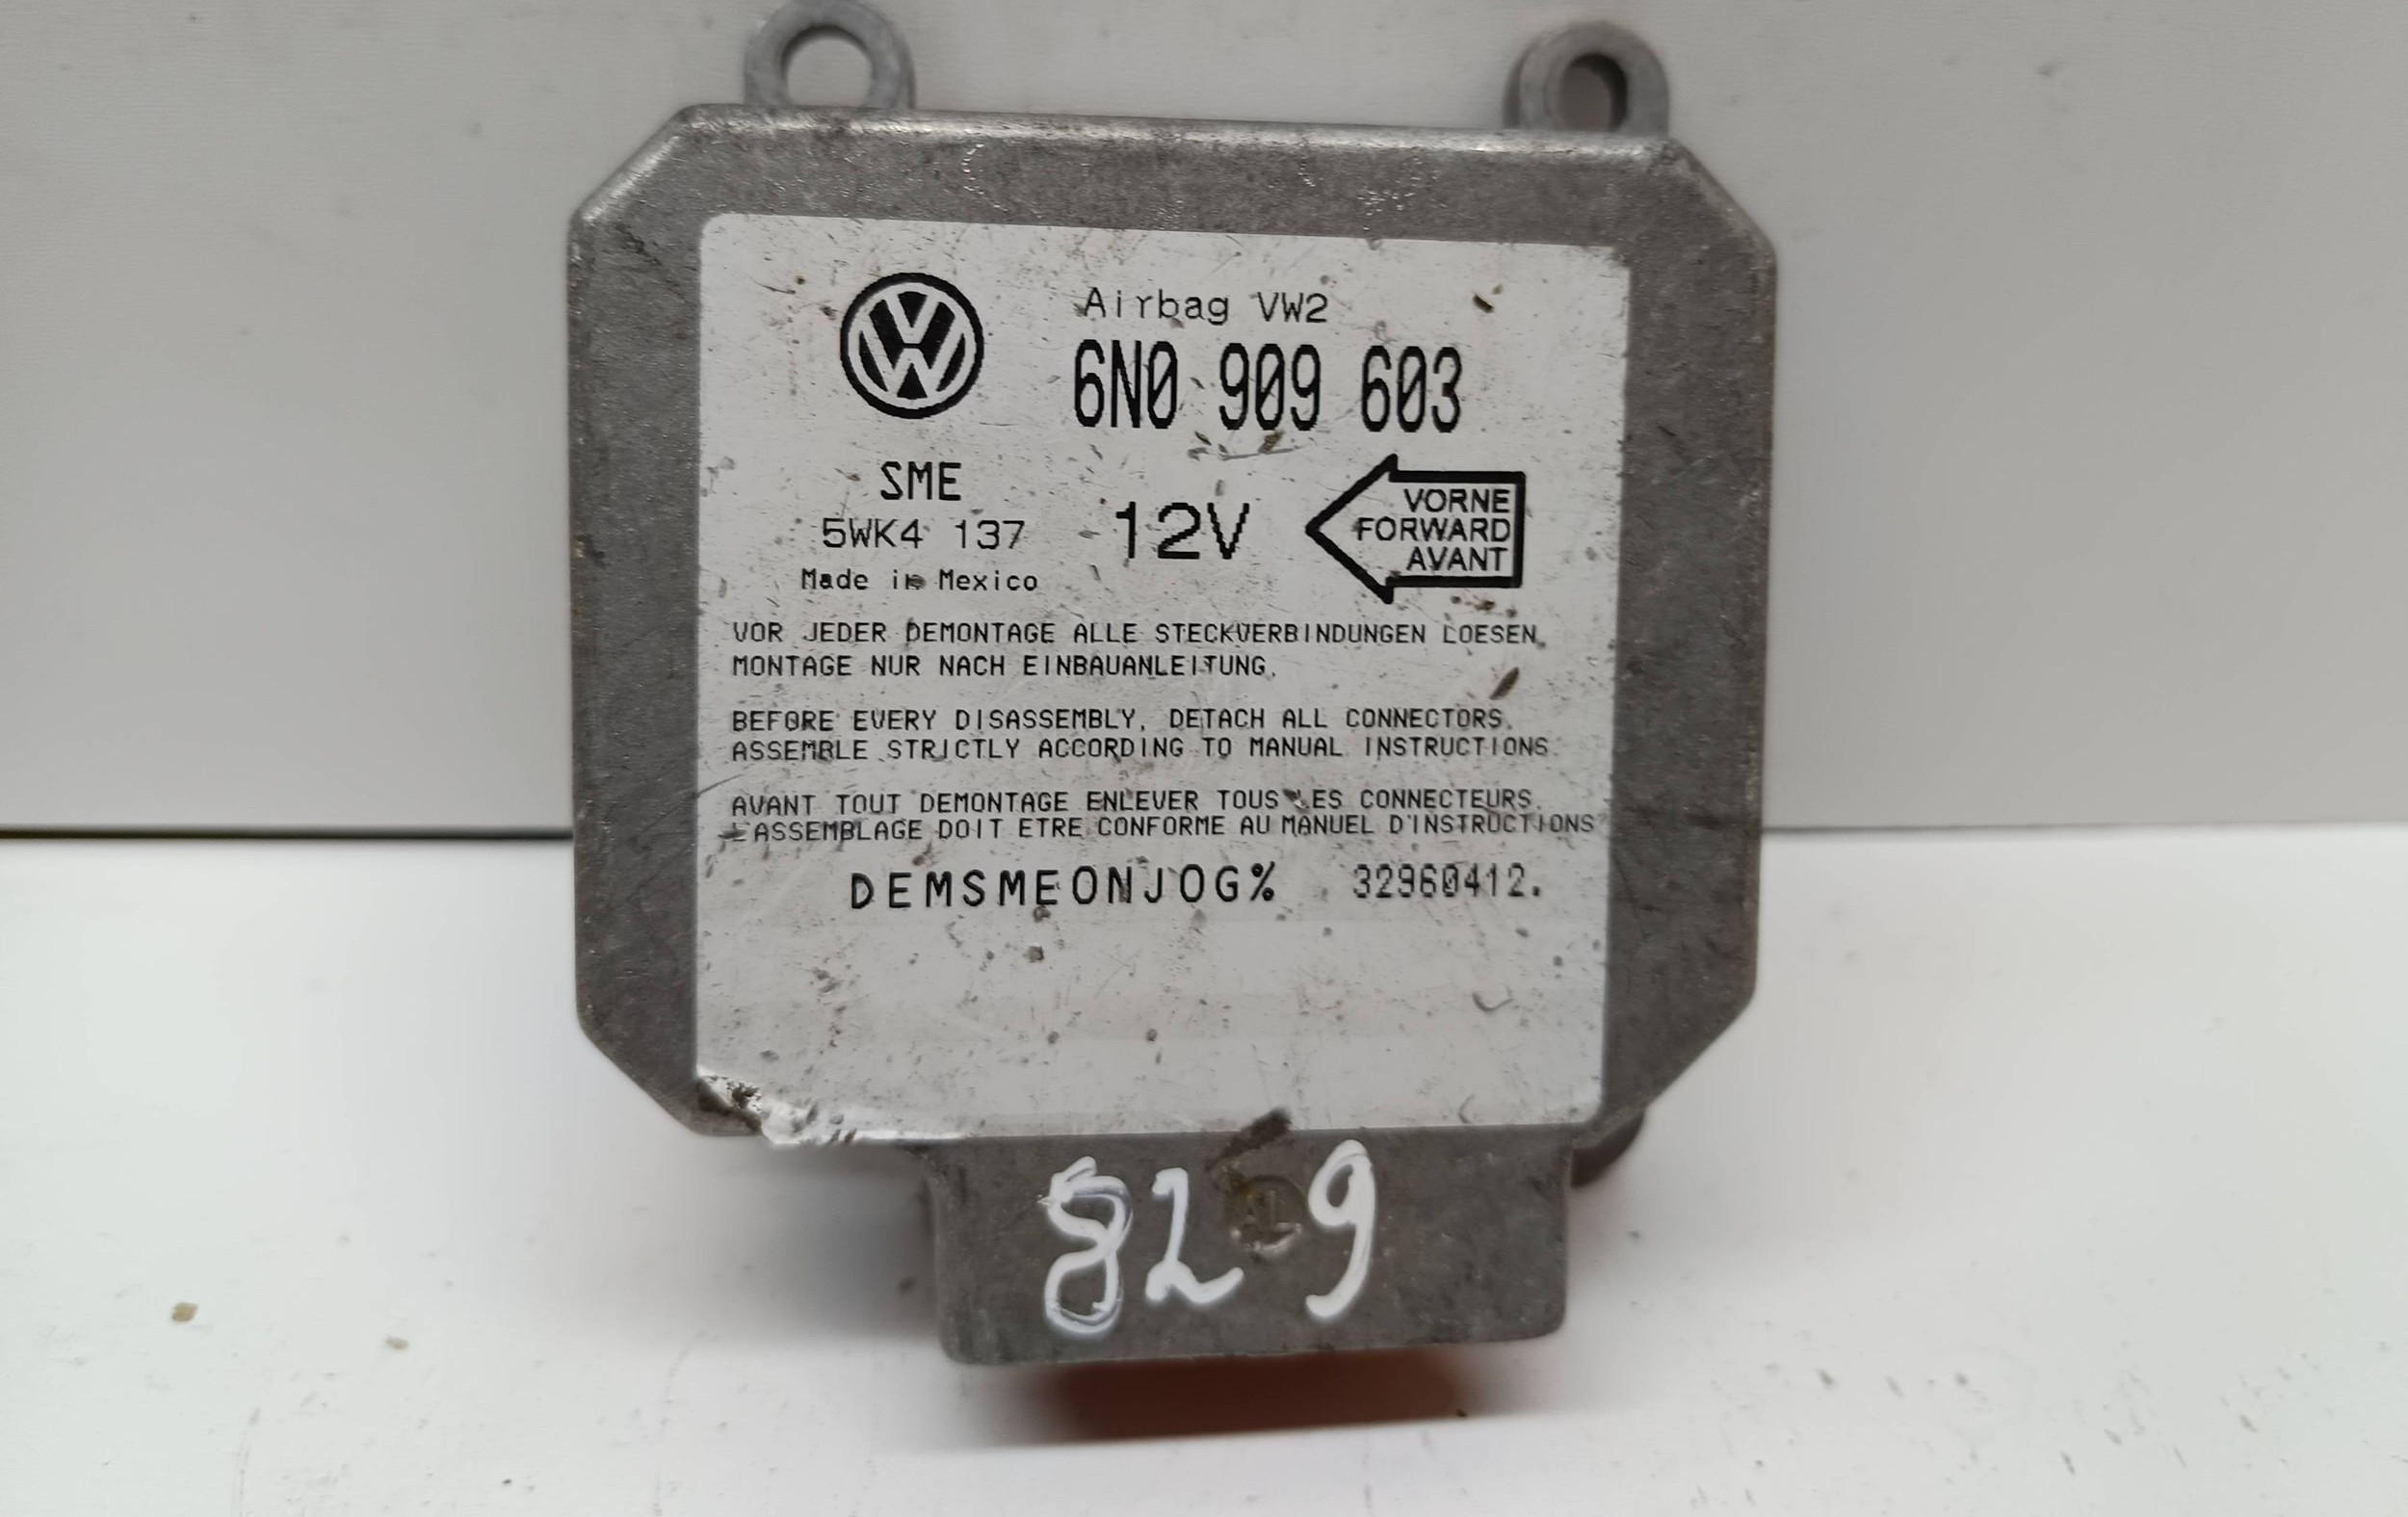 Airbag VW2
6N0 909 603
SME
5WK4 137
Made in Mexico
12V
VORNE
FORWARD
AVANT
VOR JEDER DEMONTAGE ALLE STECKVERBINDUNGEN LOESEN.
MONTAGE NUR NACH EINBAUANLEITUNG.
BEFORE EVERY DISASSEMBLY, DETACH ALL CONNECTORS.
ASSEMBLE STRICTLY ACCORDING TO MANUAL INSTRUCTIONS.
AVANT TOUT DEMONTAGE ENLEVER TOUS LES CONNECTEURS.
L'ASSEMBLAGE DOIT ETRE CONFORME AU MANUEL D'INSTRUCTIONS
DEMSMEONJOG% 32960412.
829